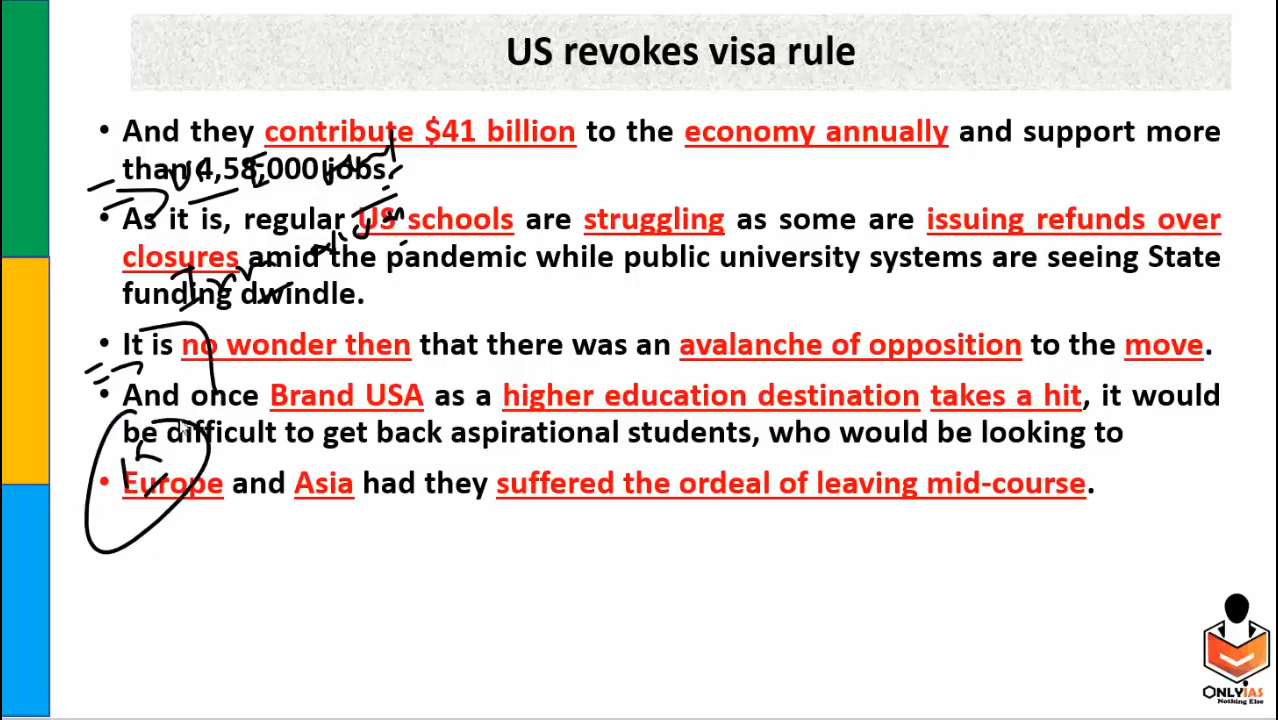 US revokes visa rule
• And they contribute $41 billion to the economy annually and support more
than 4,58,000 jobs.
• As it is, regular US schools are struggling as some are issuing refunds over
closures amid the pandemic while public university systems are seeing State
funding dwindle.
• It is no wonder then that there was an avalanche of opposition to the move.
• And once Brand USA as a higher education destination takes a hit, it would
be difficult to get back aspirational students, who would be looking to
• Europe and Asia had they suffered the ordeal of leaving mid-course.
ONLYIAS
Nothing Else